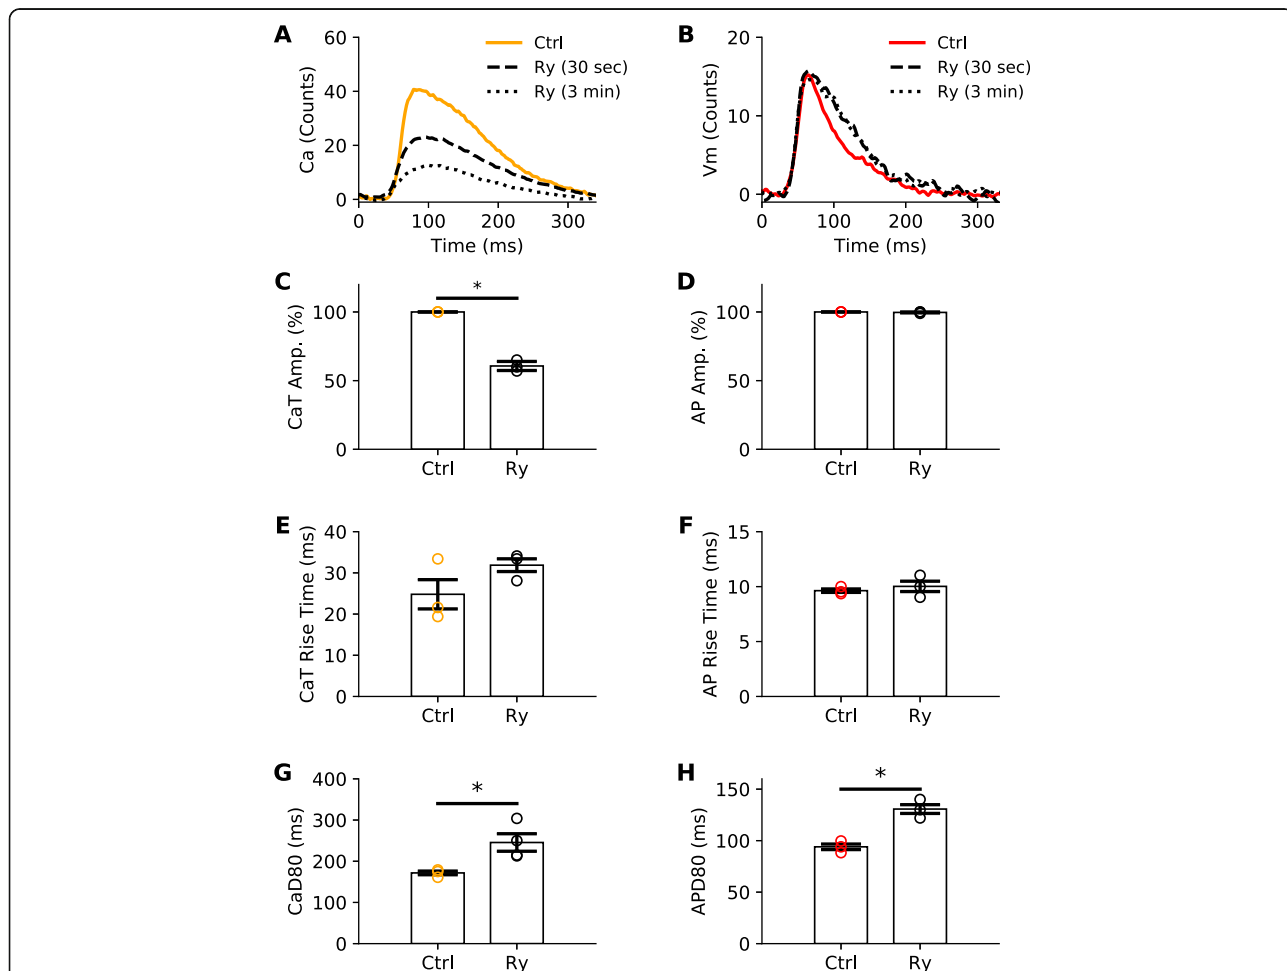 A
60
40
20
0
Ca (Counts)
0 100 200 300
Time (ms)
Ctrl
Ry (30 sec)
Ry (3 min)
B
20
10
0
Vm (Counts)
0 100 200 300
Time (ms)
Ctrl
Ry (30 sec)
Ry (3 min)
C
100
50
0
CaT Amp. (%)
*
Ctrl Ry
D
100
50
0
AP Amp. (%)
Ctrl Ry
E
40
30
20
10
0
CaT Rise Time (ms)
Ctrl Ry
F
15
10
5
0
AP Rise Time (ms)
Ctrl Ry
G
400
300
200
100
0
CaD80 (ms)
*
Ctrl Ry
H
150
100
50
0
APD80 (ms)
*
Ctrl Ry